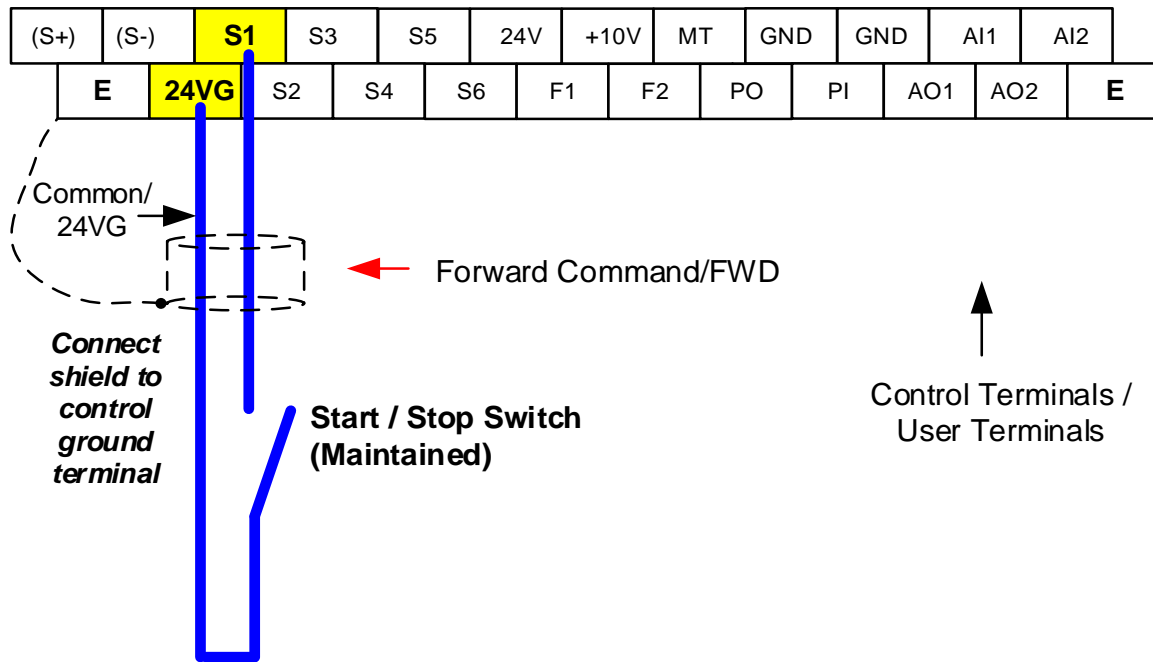 (S+) (S-) S1 S3 S5 24V +10V MT GND GND AI1 AI2
E 24VG S2 S4 S6 F1 F2 PO PI AO1 AO2 E
Common/
24VG
Forward Command/FWD
Connect
shield to
control
ground
terminal
Start / Stop Switch
(Maintained)
Control Terminals /
User Terminals